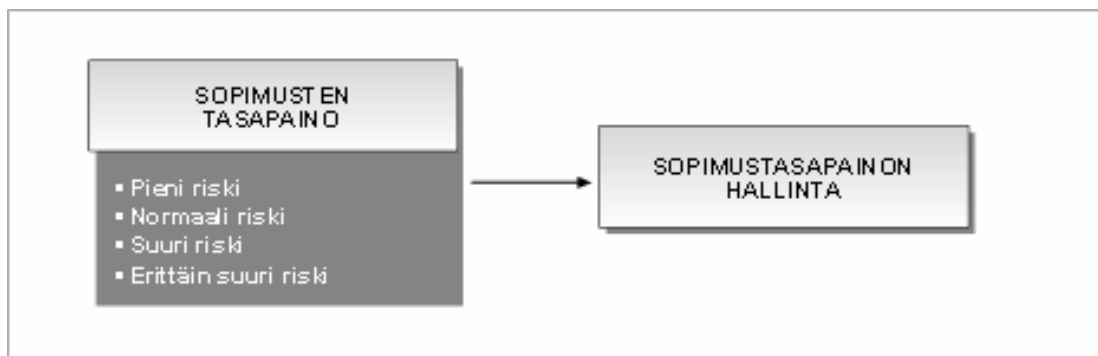 SOPIMUSTEN
TASAPAINO
▪ Pieni riski
▪ Normaali riski
▪ Suuri riski
▪ Erittäin suuri riski
SOPIMUSTASAPAINON
HALLINTA